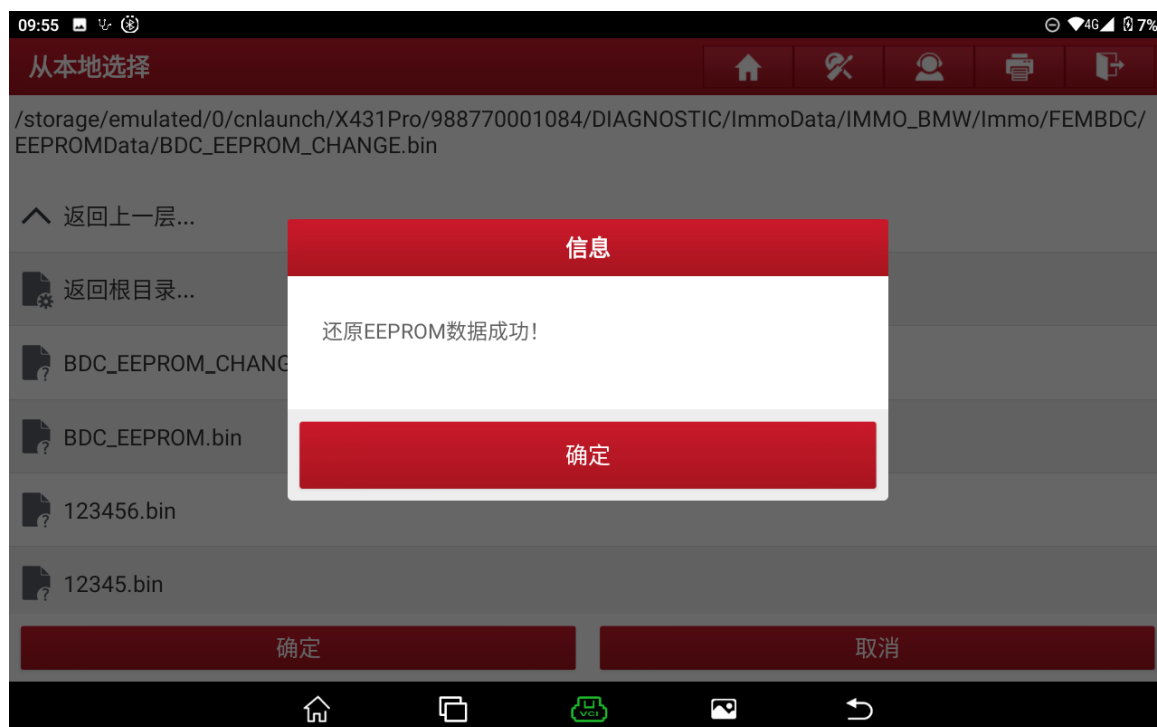 09:55
4G
7%
从本地选择
/storage/emulated/0/cnlaunch/X431Pro/988770001084/DIAGNOSTIC/ImmoData/IMMO_BMW/Immo/FEMBDC/
EEPROMData/BDC_EEPROM_CHANGE.bin
返回上一层...
信息
返回根目录...
还原EEPROM数据成功！
BDC_EEPROM_CHANG
BDC_EEPROM.bin
确定
123456.bin
12345.bin
确定
取消
VCI